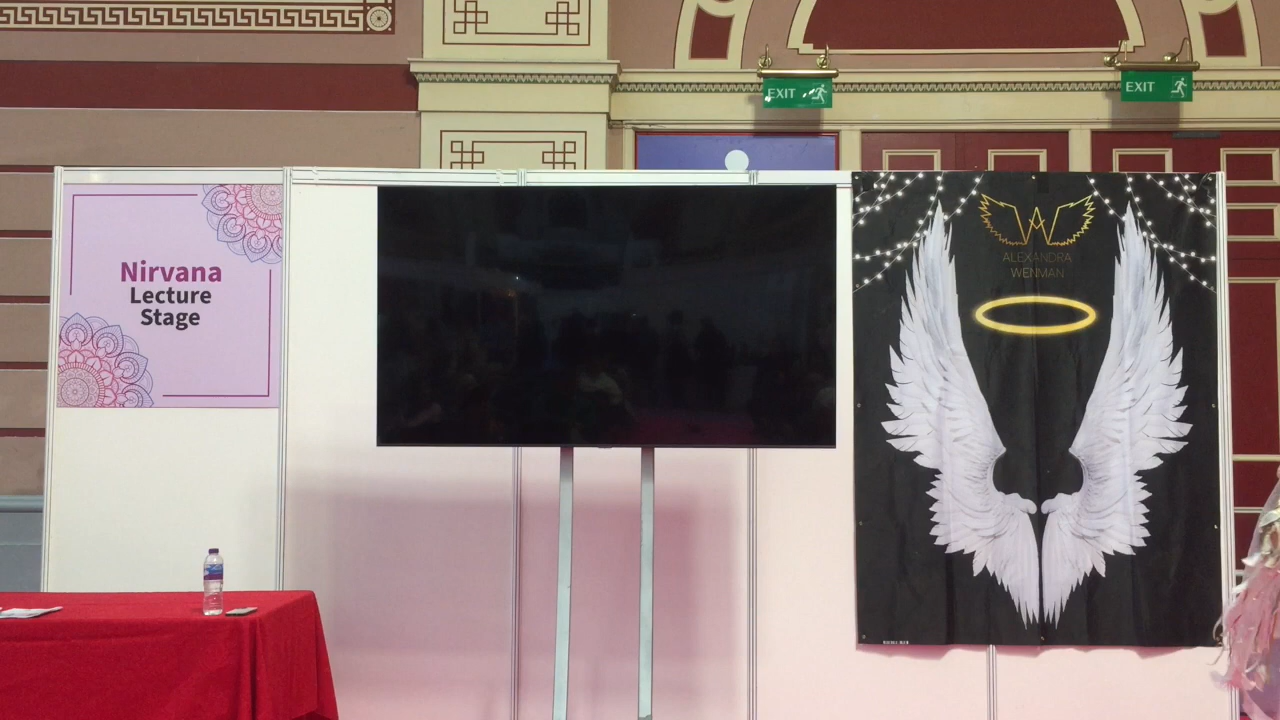 EXIT
EXIT
Nirvana
Lecture
Stage
ALEXANDRA
WENMAN